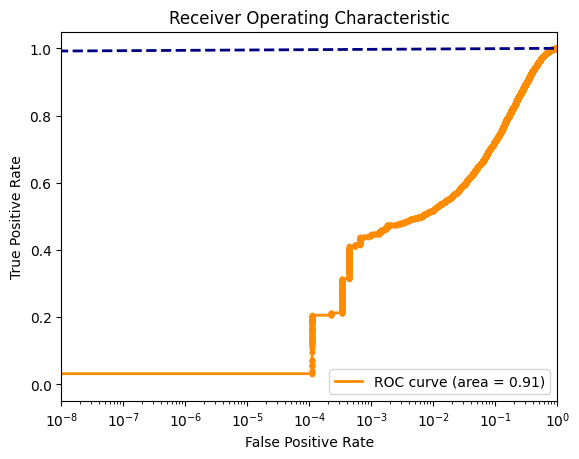 Receiver Operating Characteristic
True Positive Rate
1.0
0.8
0.6
0.4
0.2
0.0
ROC curve (area = 0.91)
10⁻⁸ 10⁻⁷ 10⁻⁶ 10⁻⁵ 10⁻⁴ 10⁻³ 10⁻² 10⁻¹ 10⁰
False Positive Rate